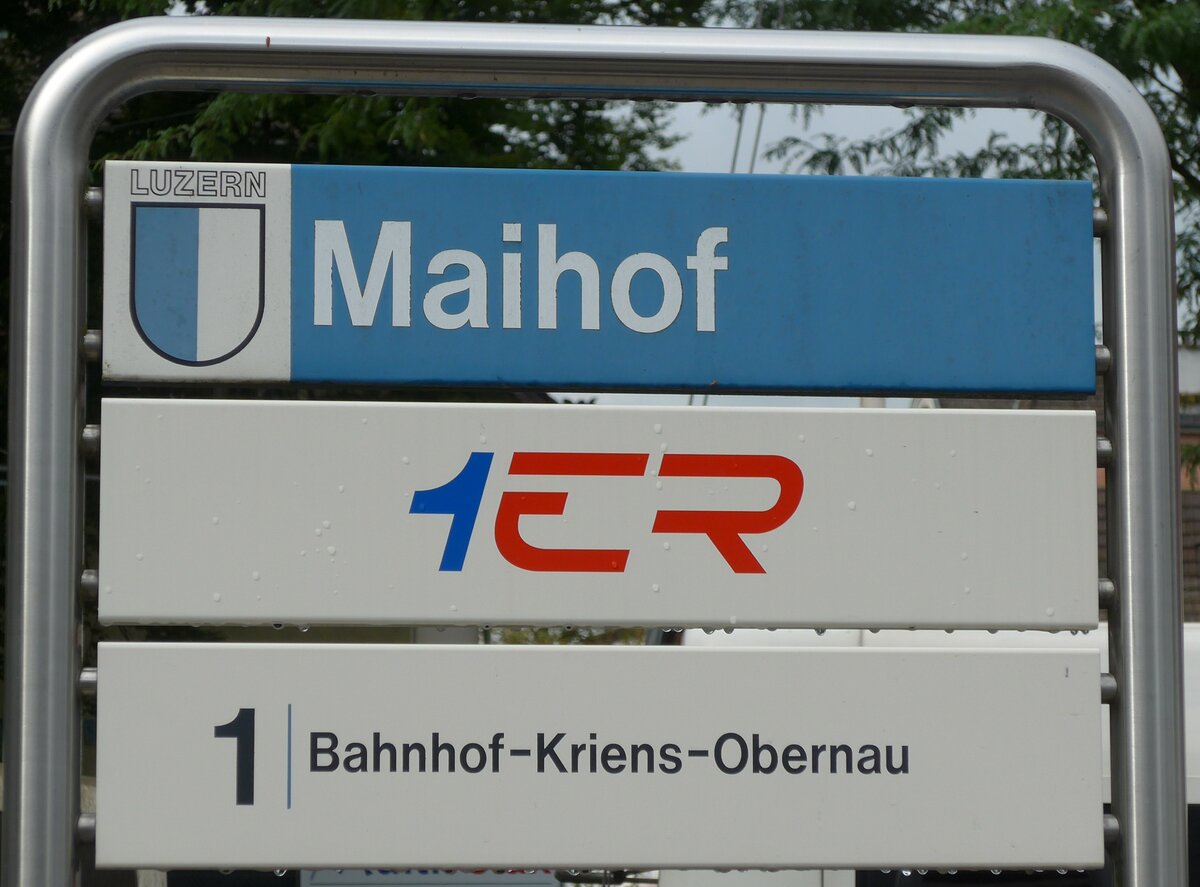 LUZERN
Maihof
1ER
1 Bahnhof-Kriens-Obernau